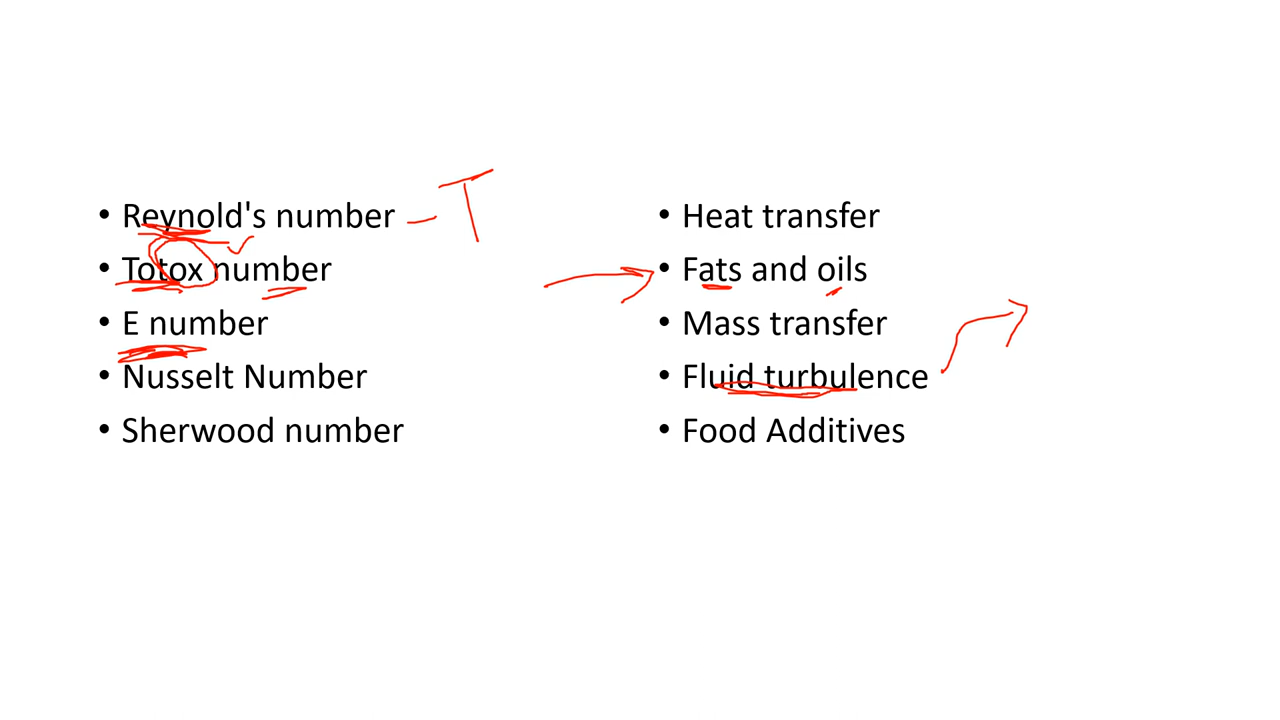 • Reynold's number – T
• Totox number
• E number
• Nusselt Number
• Sherwood number
• Heat transfer
• Fats and oils
• Mass transfer
• Fluid turbulence
• Food Additives